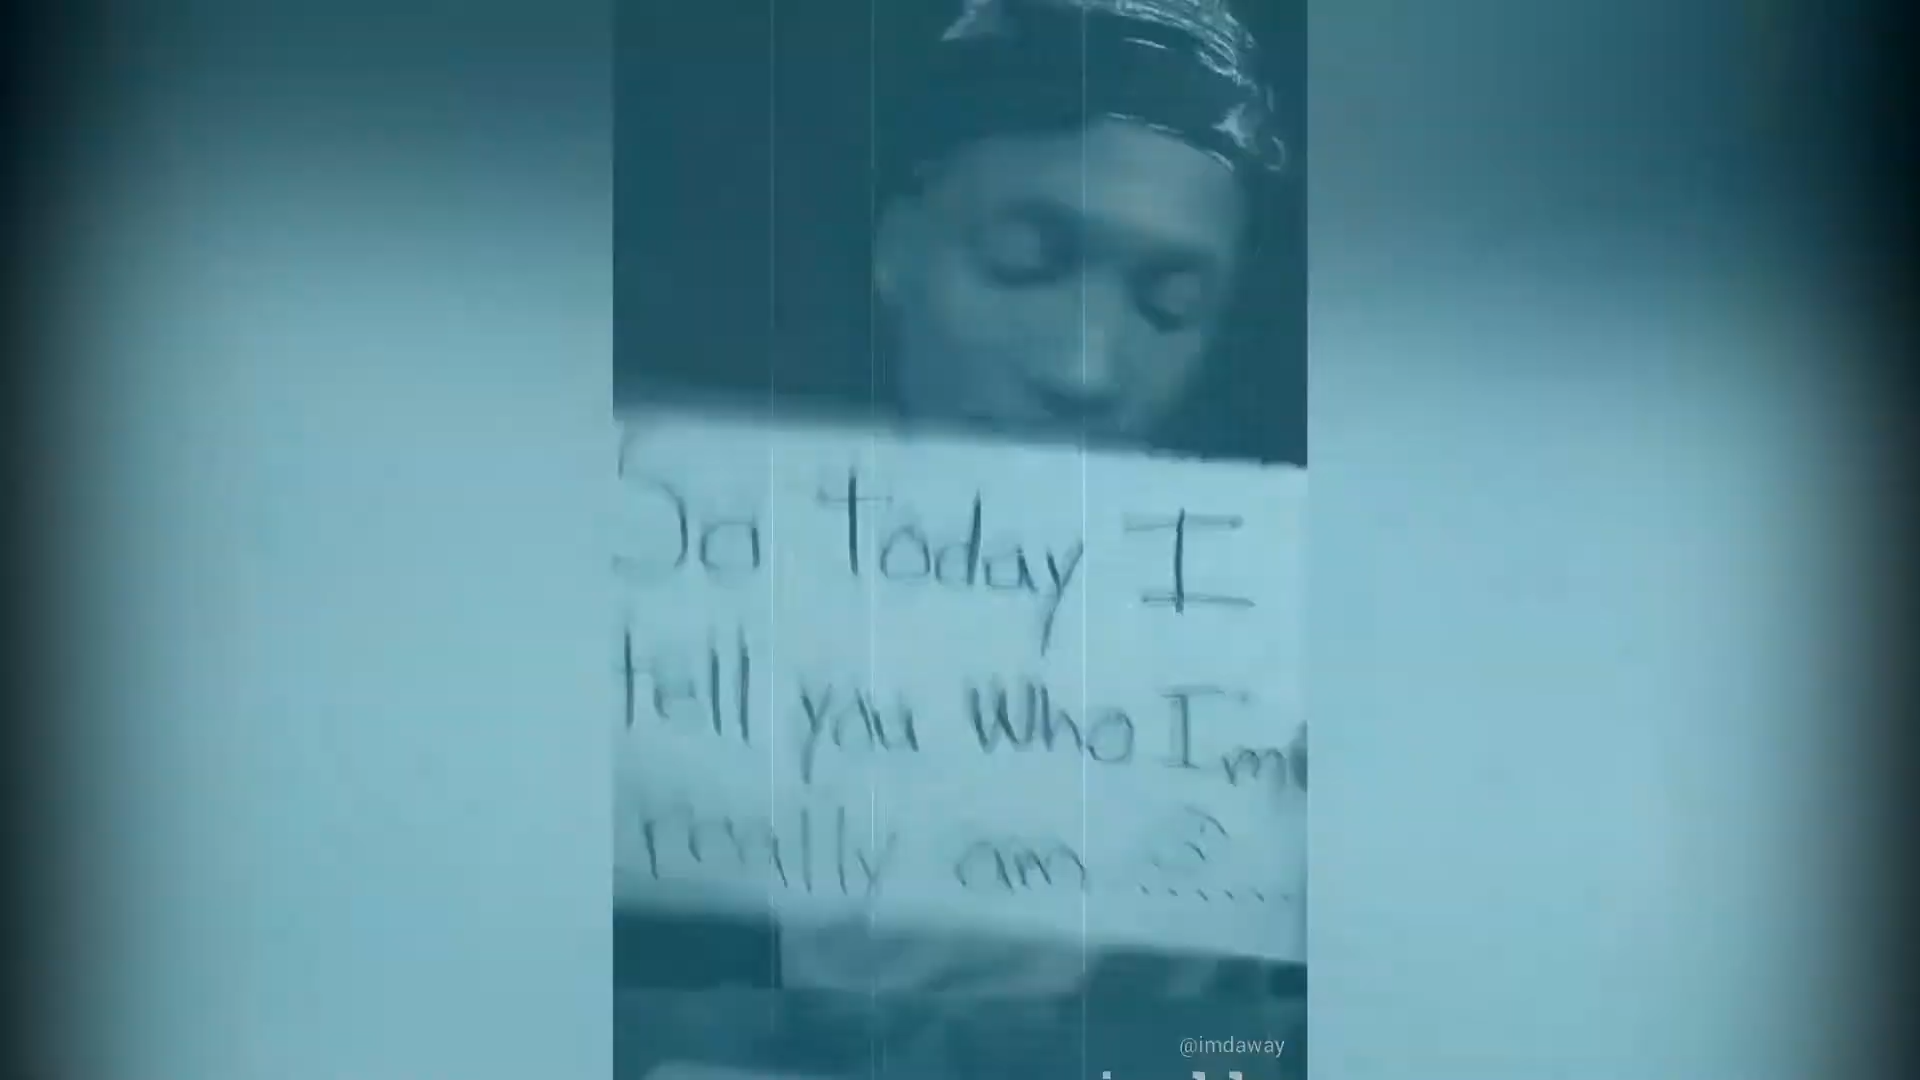 So today I
tell you who I'm
really am
@imdaway